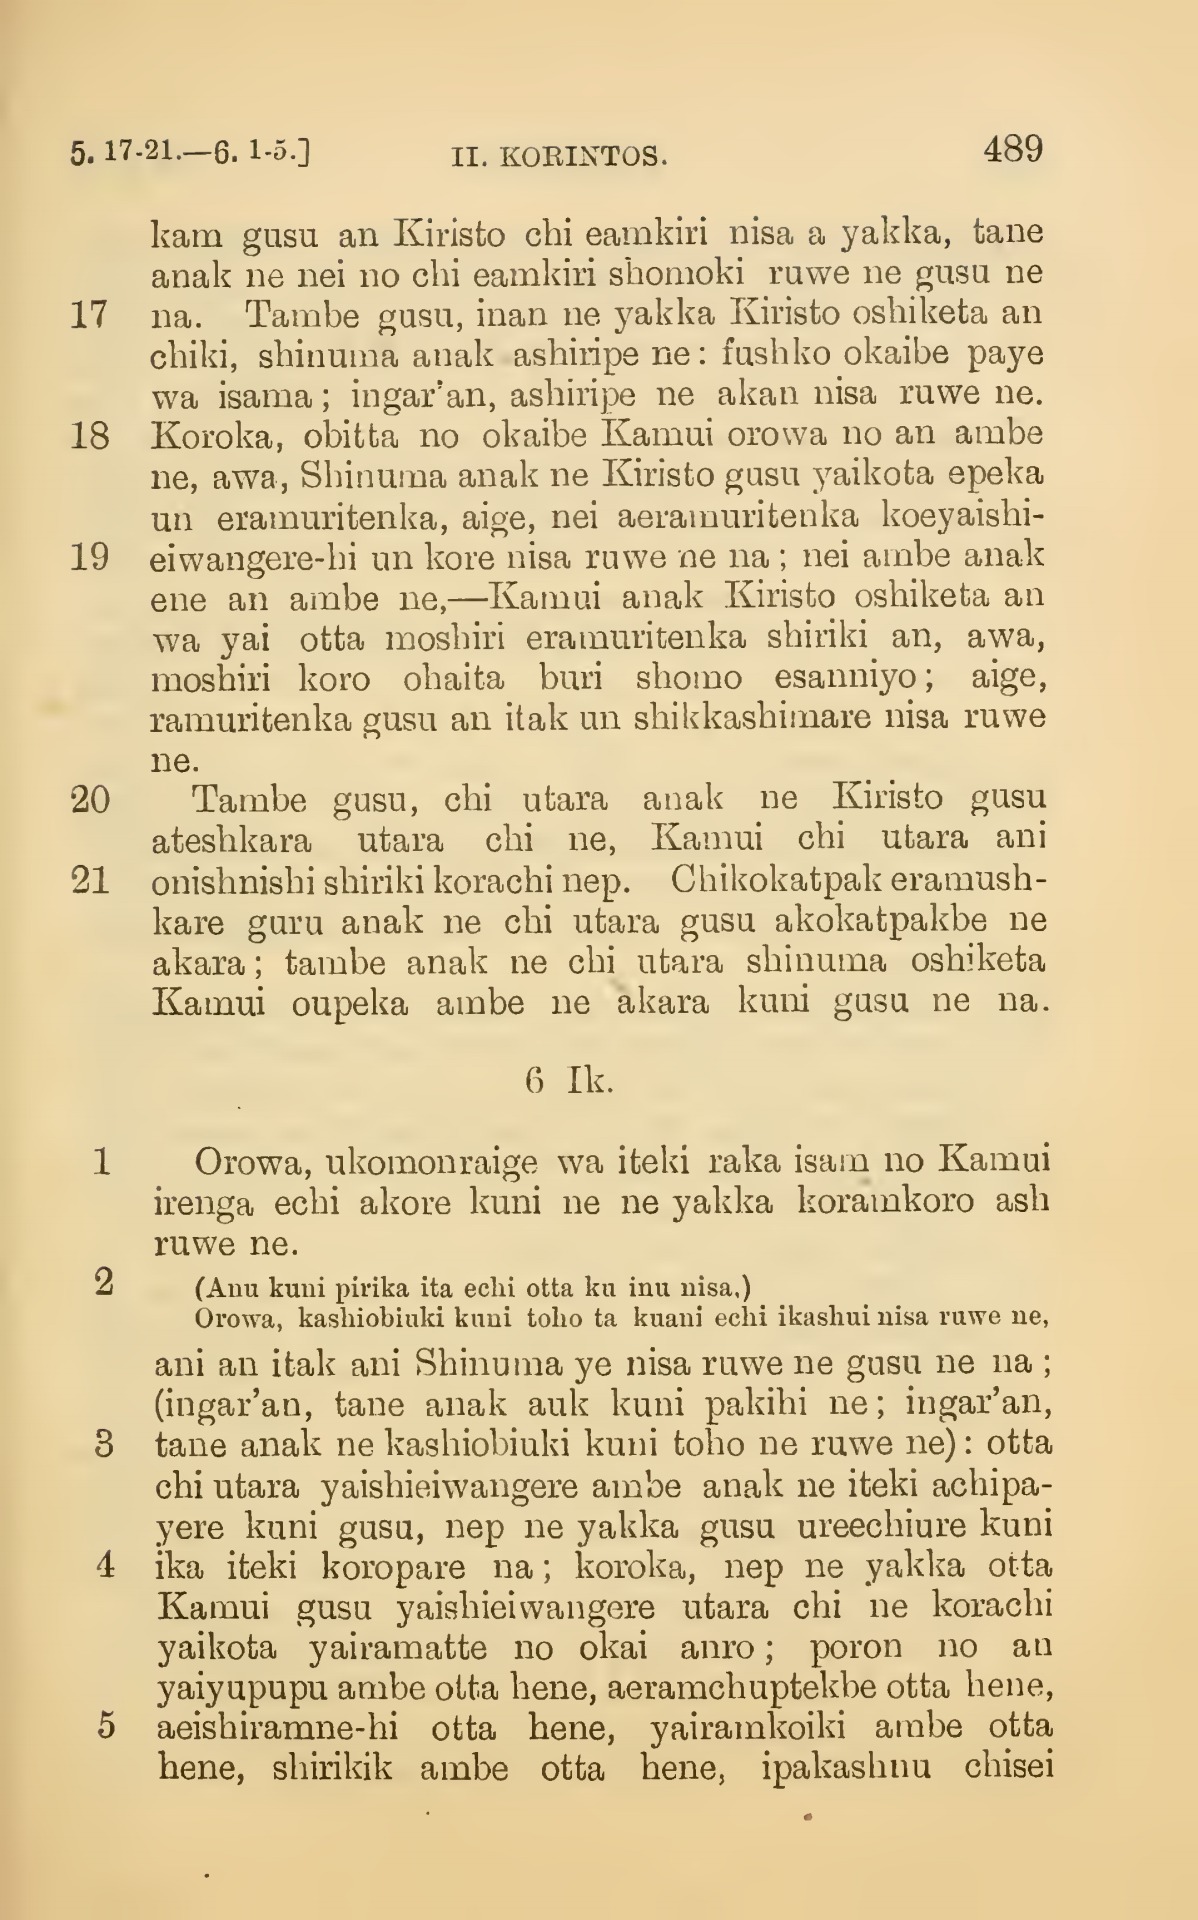 5. 17-21.—6. 1-5.] II. KORINTOS. 489
kam gusu an Kiristo chi eamkiri nisa a yakka, tane
anak ne nei no chi eamkiri shomoki ruwe ne gusu ne
17 na. Tambe gusu, inan ne yakka Kiristo oshiketa an
chiki, shinuma anak ashiripe ne: fushko okaibe paye
wa isama; ingar'an, ashiripe ne akan nisa ruwe ne.
18 Koroka, obitta no okaibe Kamui orowa no an ambe
ne, awa, Shinuma anak ne Kiristo gusu yaikota epeka
un eramuritenka, aige, nei aeramuritenka koeyaishi-
19 eiwangere-hi un kore nisa ruwe ne na; nei ambe anak
ene an ambe ne,—Kamui anak Kiristo oshiketa an
wa yai otta moshiri eramuritenka shiriki an, awa,
moshiri koro ohaita buri shomo esanniyo; aige,
ramuritenka gusu an itak un shikkashimare nisa ruwe
ne.
20 Tambe gusu, chi utara anak ne Kiristo gusu
ateshkara utara chi ne, Kamui chi utara ani
21 onishnishi shiriki korachi nep. Chikokatpak eramush-
kare guru anak ne chi utara gusu akokatpakbe ne
akara; tambe anak ne chi utara shinuma oshiketa
Kamui oupeka ambe ne akara kuni gusu ne na.
6 Ik.
1 Orowa, ukomonraige wa iteki raka isam no Kamui
irenga echi akore kuni ne ne yakka koramkoro ash
ruwe ne.
2 (Anu kuni pirika ita echi otta ku inu nisa,)
Orowa, kashiobiuki kuni toho ta kuani echi ikashui nisa ruwe ne,
ani an itak ani Shinuma ye nisa ruwe ne gusu ne na;
(ingar'an, tane anak auk kuni pakihi ne; ingar'an,
3 tane anak ne kashiobiuki kuni toho ne ruwe ne): otta
chi utara yaishieiwangere ambe anak ne iteki achipa-
yere kuni gusu, nep ne yakka gusu ureechiure kuni
4 ika iteki koropare na; koroka, nep ne yakka otta
Kamui gusu yaishieiwangere utara chi ne korachi
yaikota yairamatte no okai anro; poron no an
yaiyupupu ambe otta hene, aeramchuptekbe otta hene,
5 aeishiramne-hi otta hene, yairamkoiki ambe otta
hene, shirikik ambe otta hene, ipakashnu chisei